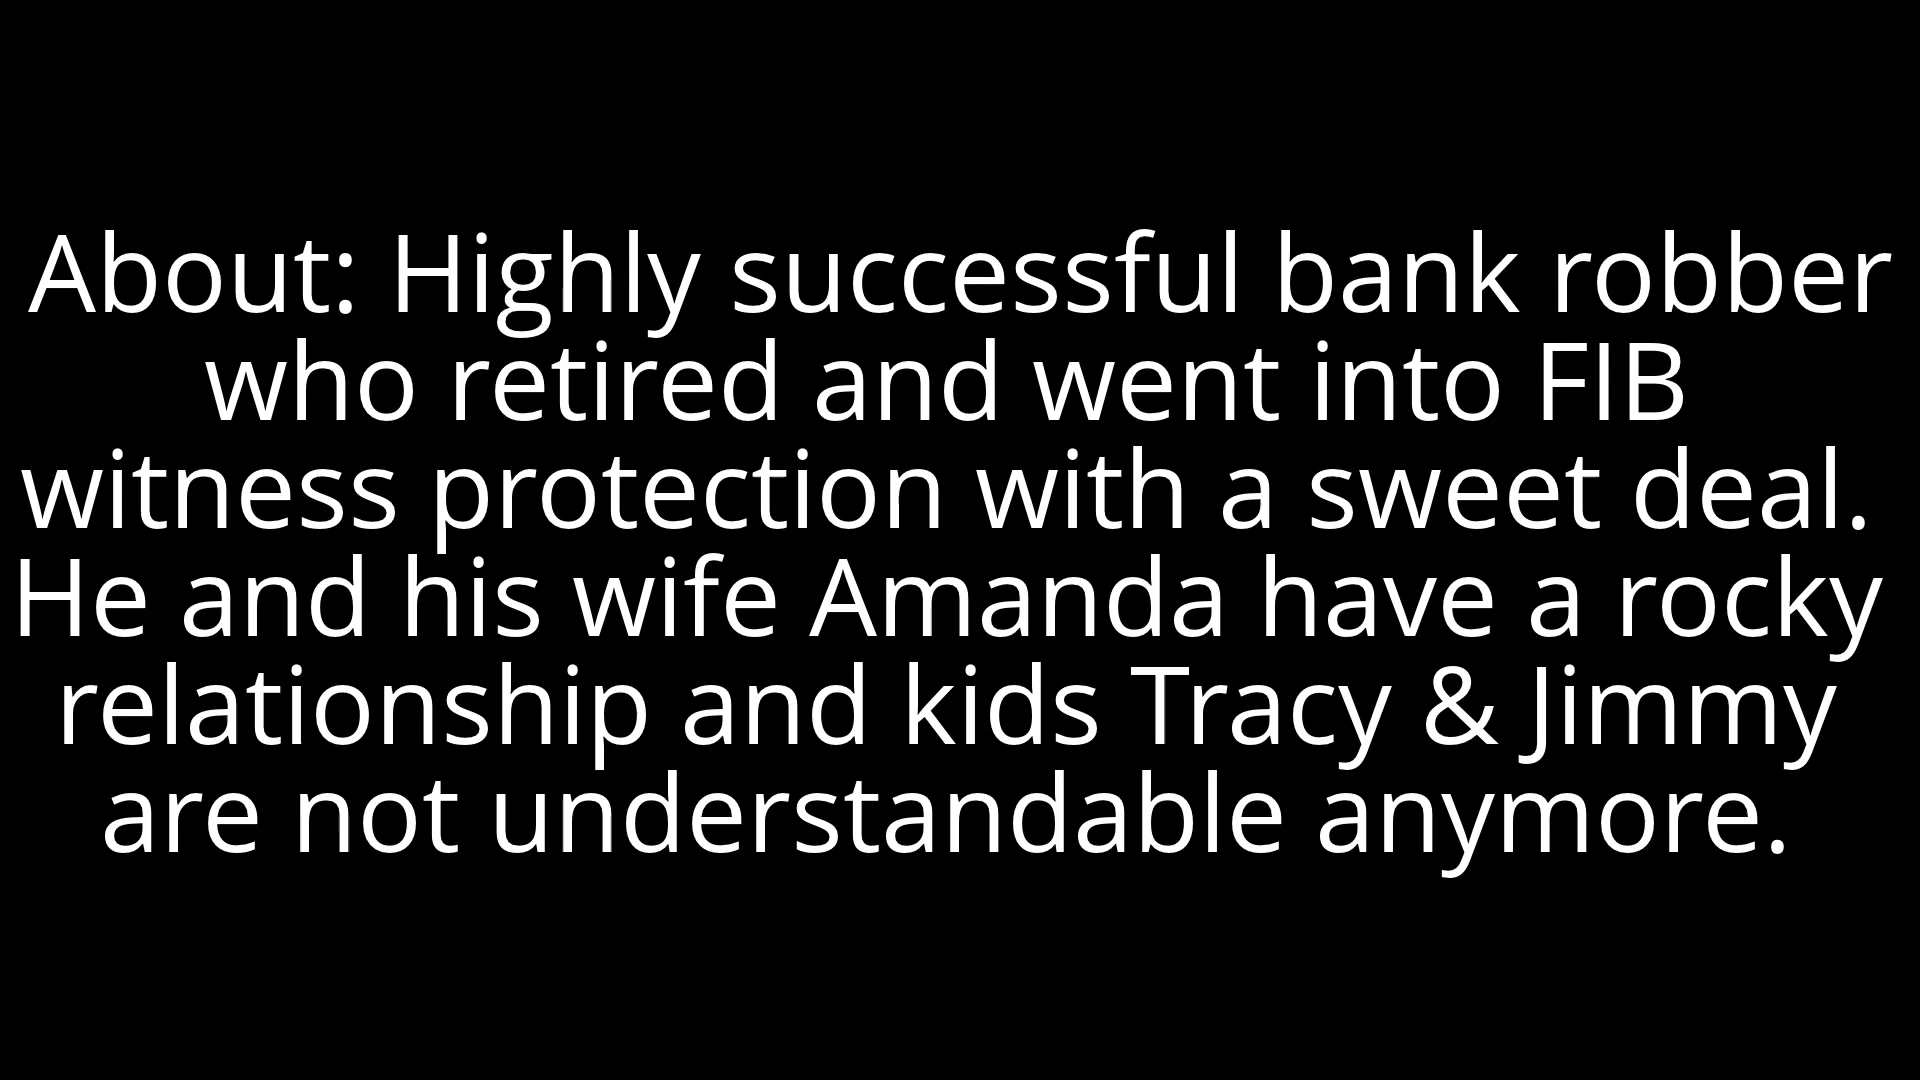 About: Highly successful bank robber
who retired and went into FIB
witness protection with a sweet deal.
He and his wife Amanda have a rocky
relationship and kids Tracy & Jimmy
are not understandable anymore.